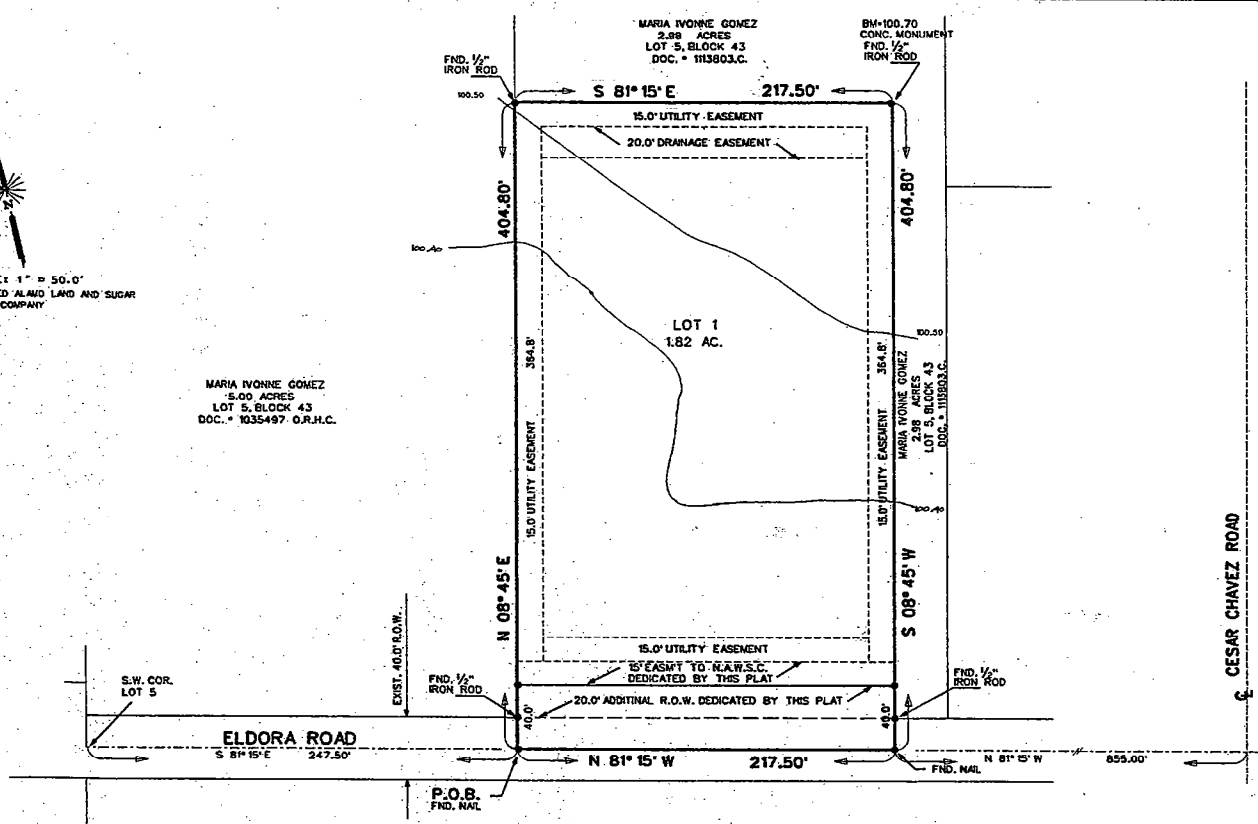 MARIA IVONNE GOMEZ
2.98 ACRES
LOT 5, BLOCK 43
DOC. * 1113803.C.
BM=100.70
CONC. MONUMENT
FND. ½"
IRON ROD
FND. ½"
IRON ROD
100.50
S 81° 15' E 217.50'
15.0' UTILITY EASEMENT
20.0' DRAINAGE EASEMENT
404.80'
404.80'
1" = 50.0'
ALAMO LAND AND SUGAR
COMPANY
100.40
LOT 1
1.82 AC.
100.50
364.8'
364.8'
MARIA IVONNE GOMEZ
5.00 ACRES
LOT 5, BLOCK 43
DOC. * 1035497 O.R.H.C.
MARIA IVONNE GOMEZ
2.98 ACRES
LOT 5, BLOCK 43
DOC. * 1113803.C.
15.0' UTILITY EASEMENT
15.0' UTILITY EASEMENT
100.40
N 08° 45' E
S 08° 45' W
CESAR CHAVEZ ROAD
EXIST. 40.0' R.O.W.
15.0' UTILITY EASEMENT
15' EASM'T TO N.A.W.S.C.
DEDICATED BY THIS PLAT
S.W. COR.
LOT 5
FND. ½"
IRON ROD
FND. ½"
IRON ROD
20.0' ADDITINAL R.O.W. DEDICATED BY THIS PLAT
40.0'
40.0'
ELDORA ROAD
S 81° 15' E 247.50'
N 81° 15' W 217.50'
N 81° 15' W 855.00'
FND. NAIL
P.O.B.
FND. NAIL